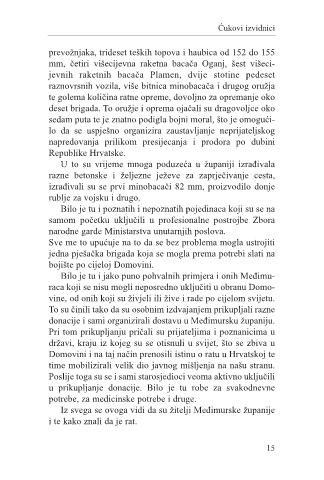 Ćukovi izvidnici
prevožnjaka, trideset teških topova i haubica od 152 do 155
mm, četiri višecijevna raketna bacača Oganj, šest višeci-
jevnih raketnih bacača Plamen, dvije stotine pedeset
raznovrsnih vozila, više bitnica minobacača i drugog oružja
te golema količina ratne opreme, dovoljno za opremanje oko
deset brigada. To oružje i oprema ojačali su dragovoljce oko
sedam puta te je znatno podigla bojni moral, što je omogući-
lo da se uspješno organizira zaustavljanje neprijateljskog
napredovanja prilikom presijecanja i prodora po dubini
Republike Hrvatske.
U to su vrijeme mnoga poduzeća u županiji izrađivala
razne betonske i željezne ježeve za zaprječivanje cesta,
izrađivali su se prvi minobacači 82 mm, proizvodilo donje
rublje za vojsku i drugo.
Bilo je tu i poznatih i nepoznatih pojedinaca koji su se na
samom početku uključili u profesionalne postrojbe Zbora
narodne garde Ministarstva unutarnjih poslova.
Sve me to upućuje na to da se bez problema mogla ustrojiti
jedna pješačka brigada koja se mogla prema potrebi slati na
bojište po cijeloj Domovini.
Bilo je tu i jako puno pohvalnih primjera i onih Međimu-
raca koji se nisu mogli neposredno uključiti u obranu Domo-
vine, od onih koji su živjeli ili žive i rade po cijelom svijetu.
To su činili tako da su osobnim izdvajanjem prikupljali razne
donacije i sami organizirali dostavu u Međimursku županiju.
Pri tom prikupljanju pričali su prijateljima i poznanicima u
državi, kraju iz kojeg su se otisnuli u svijet, što se zbiva u
Domovini i na taj način prenosili istinu o ratu u Hrvatskoj te
time mobilizirali velik dio javnog mišljenja na našu stranu.
Poslije toga su se i sami starosjedioci veoma aktivno uključili
u prikupljanje donacije. Bilo je tu robe za svakodnevne
potrebe, za medicinske potrebe i druge.
Iz svega se ovoga vidi da su žitelji Međimurske županije
i te kako znali da je rat.
15